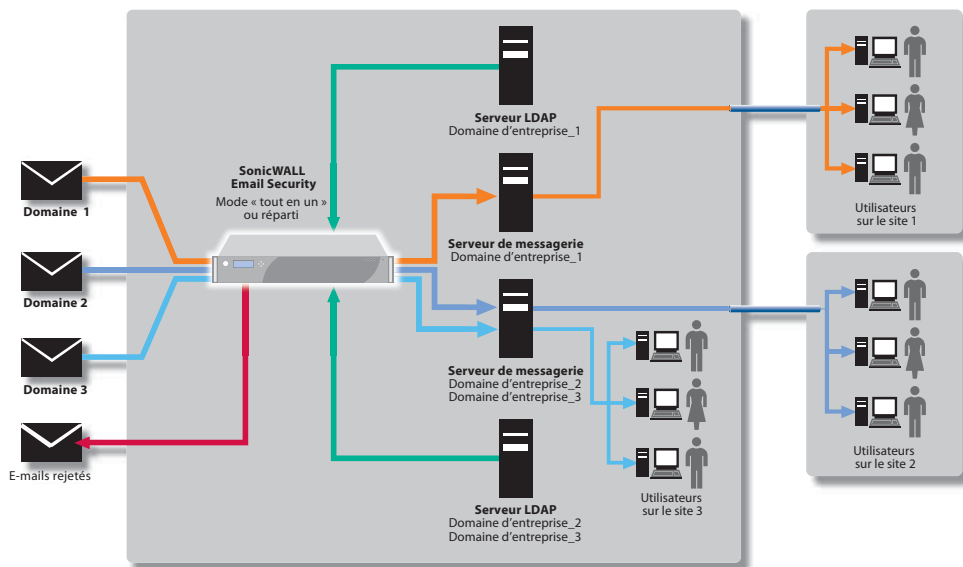 Serveur LDAP
Domaine d'entreprise_1
SonicWALL
Email Security
Mode « tout en un »
ou réparti
Domaine 1
Domaine 2
Domaine 3
E-mails rejetés
Serveur de messagerie
Domaine d'entreprise_1
Serveur de messagerie
Domaine d'entreprise_2
Domaine d'entreprise_3
Serveur LDAP
Domaine d'entreprise_2
Domaine d'entreprise_3
Utilisateurs
sur le site 3
Utilisateurs
sur le site 1
Utilisateurs
sur le site 2